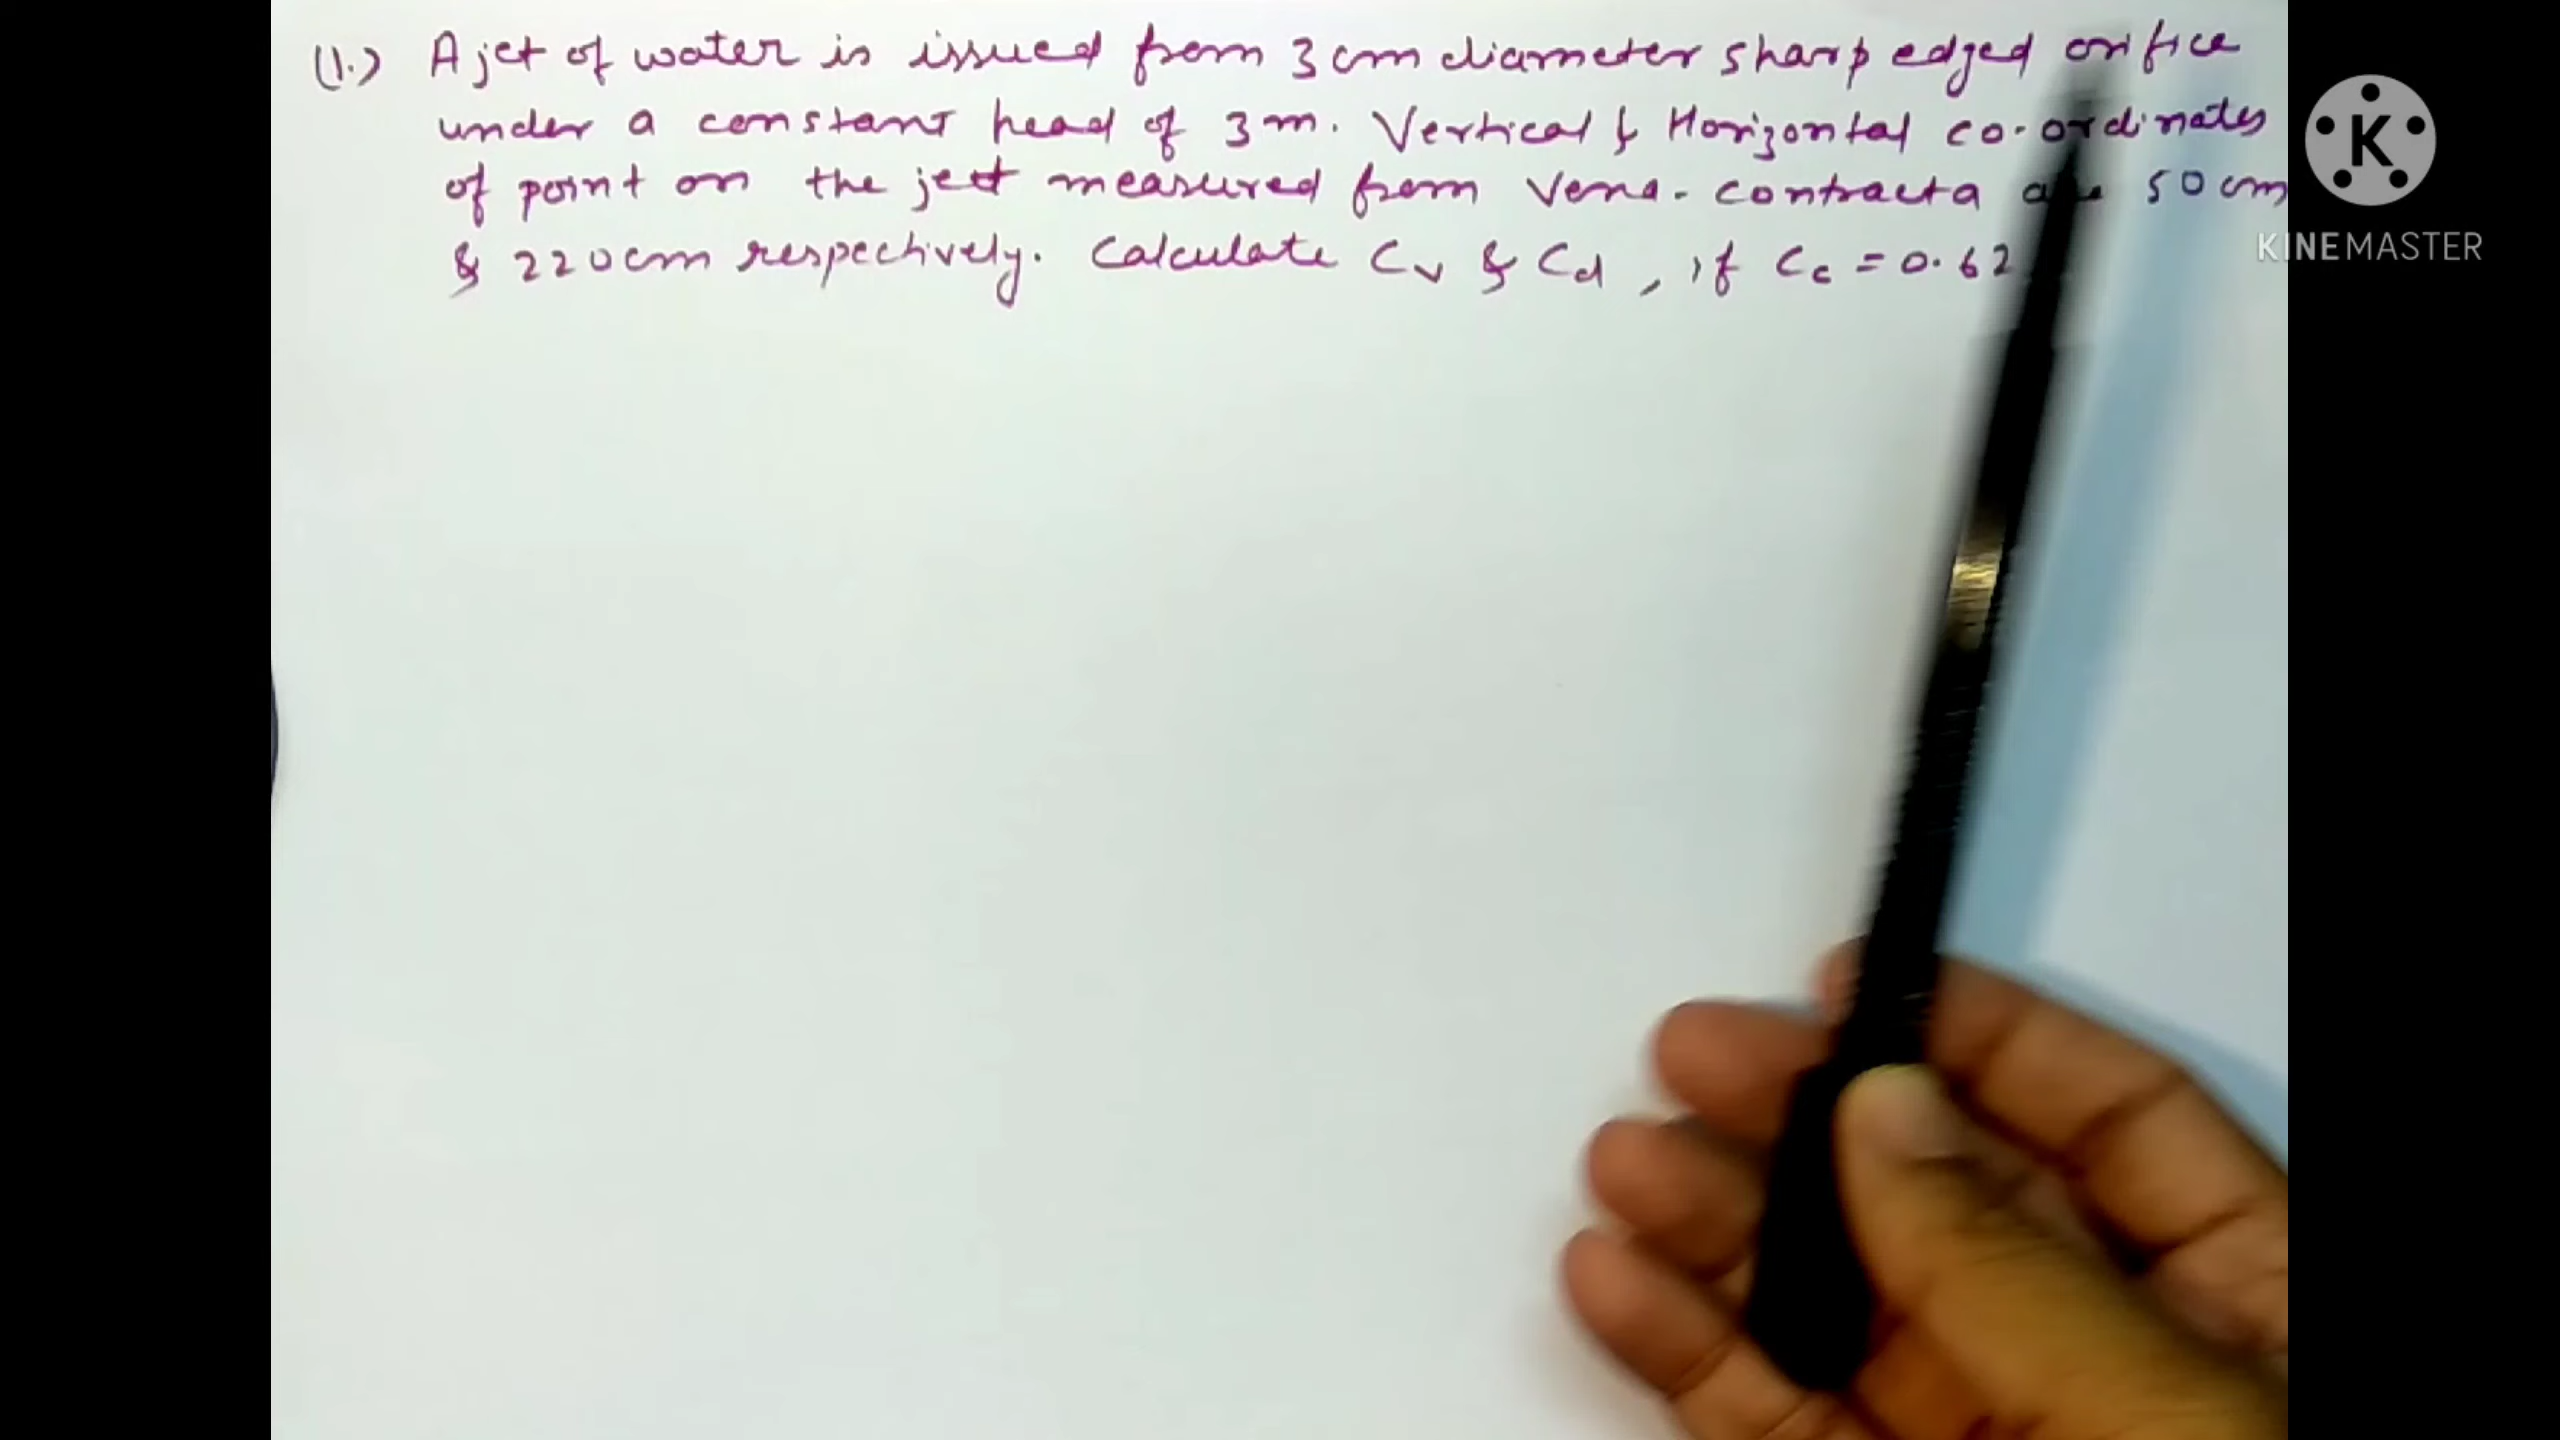 (1.) A jet of water is issued from 3 cm diameter sharp edged orifice
under a constant head of 3 m. Vertical & Horizontal co-ordinates
of point on the jet measured from Vena-contracta 50 cm
& 220 cm respectively. Calculate Cv & Cd, if Cc = 0.62
K
KINEMASTER